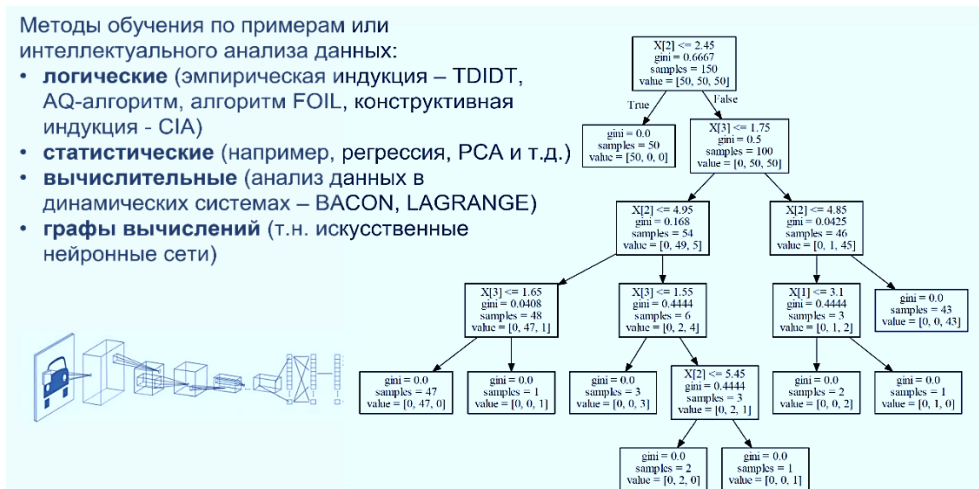 Методы обучения по примерам или
интеллектуального анализа данных:
• логические (эмпирическая индукция – TDIDT,
AQ-алгоритм, алгоритм FOIL, конструктивная
индукция - CIA)
• статистические (например, регрессия, PCA и т.д.)
• вычислительные (анализ данных в
динамических системах – BACON, LAGRANGE)
• графы вычислений (т.н. искусственные
нейронные сети)
X[2] <= 2.45
gini = 0.6667
samples = 150
value = [50, 50, 50]
True
False
gini = 0.0
samples = 50
value = [50, 0, 0]
X[3] <= 1.75
gini = 0.5
samples = 100
value = [0, 50, 50]
X[2] <= 4.95
gini = 0.168
samples = 54
value = [0, 49, 5]
X[2] <= 4.85
gini = 0.0425
samples = 46
value = [0, 1, 45]
X[3] <= 1.65
gini = 0.0408
samples = 48
value = [0, 47, 1]
X[3] <= 1.55
gini = 0.4444
samples = 6
value = [0, 2, 4]
X[1] <= 3.1
gini = 0.4444
samples = 3
value = [0, 1, 2]
gini = 0.0
samples = 43
value = [0, 0, 43]
gini = 0.0
samples = 47
value = [0, 47, 0]
gini = 0.0
samples = 1
value = [0, 0, 1]
gini = 0.0
samples = 3
value = [0, 0, 3]
X[2] <= 5.45
gini = 0.4444
samples = 3
value = [0, 2, 1]
gini = 0.0
samples = 2
value = [0, 0, 2]
gini = 0.0
samples = 1
value = [0, 1, 0]
gini = 0.0
samples = 2
value = [0, 2, 0]
gini = 0.0
samples = 1
value = [0, 0, 1]